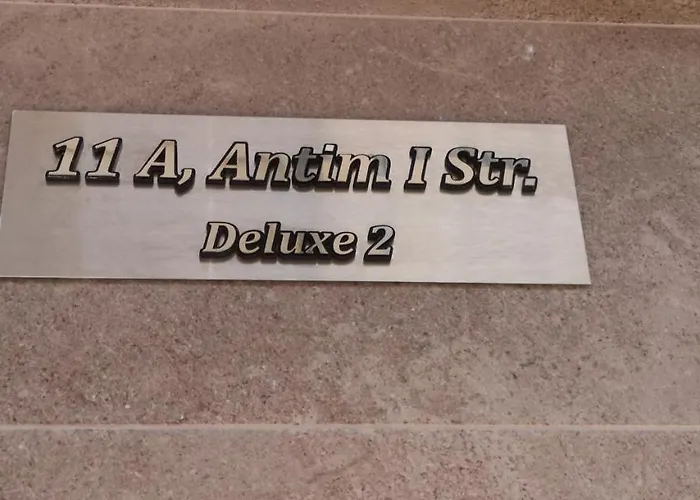 11 A, Antim I Str.
Deluxe 2